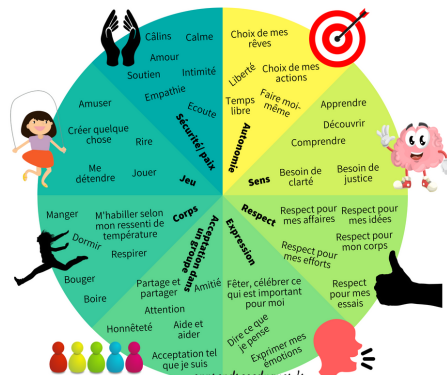 Câlins
Calme
Amour
Soutien
Intimité
Empathie
Ecoute
Sécurité/ paix
Choix de mes
rêves
Liberté
Choix de mes
actions
Temps
libre
Faire moi-
même
Autonomie
Apprendre
Découvrir
Comprendre
Besoin de
clarté
Besoin de
justice
Sens
Amuser
Créer quelque
chose
Rire
Me
détendre
Jouer
Jeu
Respect
Respect pour
mes affaires
Respect pour
mes idées
Respect pour
mon corps
Respect pour
mes efforts
Respect
pour mes
essais
Corps
Manger
M'habiller selon
mon ressenti de
température
Dormir
Respirer
Bouger
Boire
Acceptation dans
un groupe
Partage et
partager
Amitié
Attention
Honnêteté
Aide et
aider
Acceptation tel
que je suis
Expression
Fêter, célébrer ce
qui est important
pour moi
Dire ce que
je pense
Exprimer mes
émotions